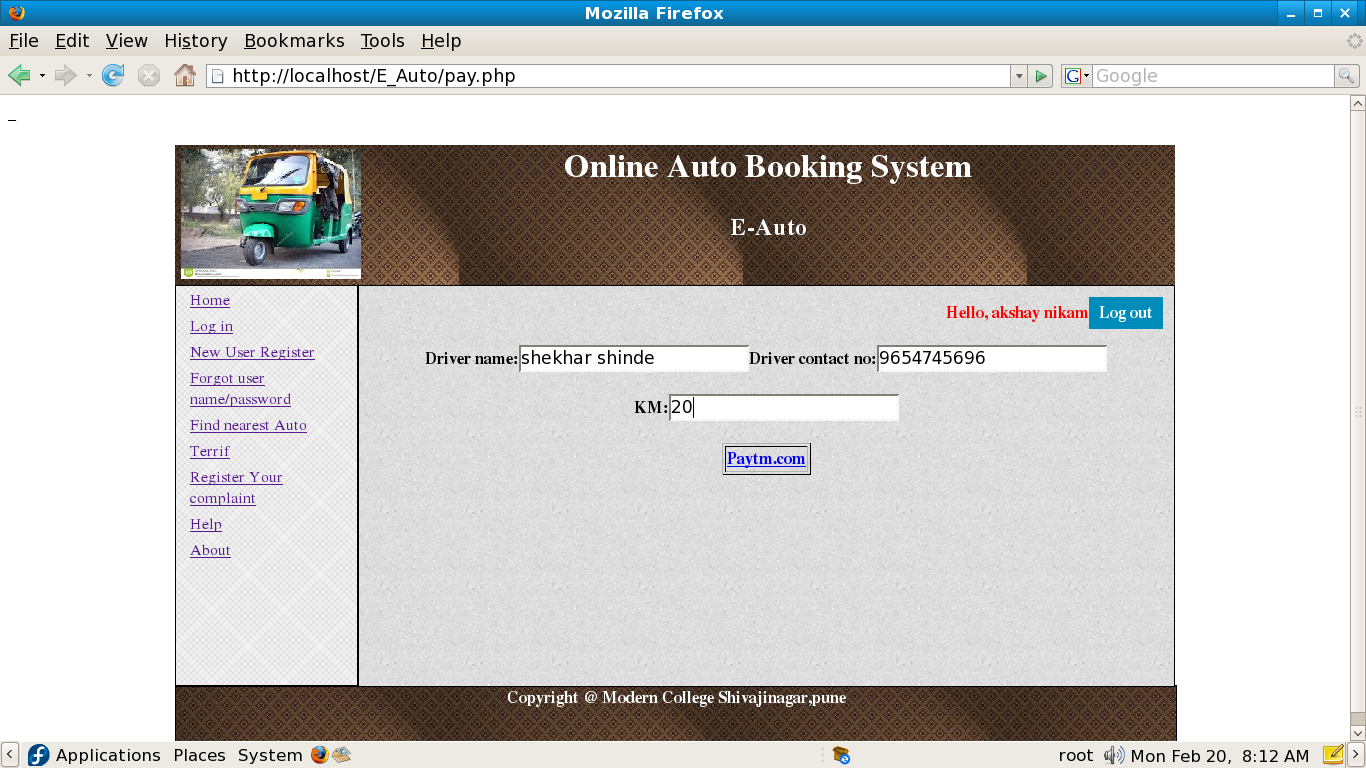 Mozilla Firefox
File Edit View History Bookmarks Tools Help
http://localhost/E_Auto/pay.php
G Google
Online Auto Booking System
E-Auto
Home
Log in
New User Register
Forgot user
name/password
Find nearest Auto
Terrif
Register Your
complaint
Help
About
Hello, akshay nikam Log out
Driver name: shekhar shinde Driver contact no: 9654745696
KM: 20
Paytm.com
Copyright @ Modern College Shivajinagar,pune
Applications Places System root Mon Feb 20, 8:12 AM